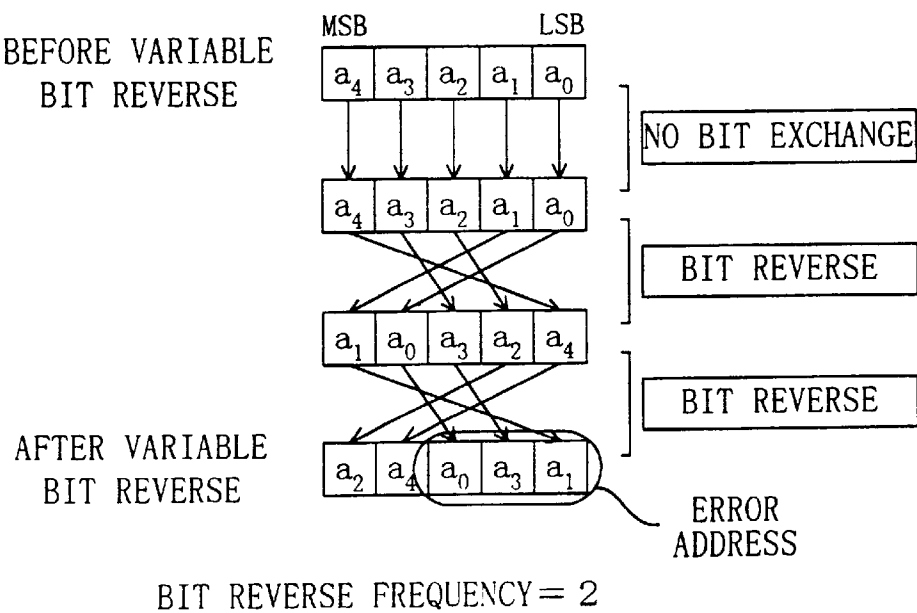 MSB LSB
BEFORE VARIABLE
BIT REVERSE
a4 a3 a2 a1 a0
NO BIT EXCHANGE
a4 a3 a2 a1 a0
BIT REVERSE
a1 a0 a3 a2 a4
BIT REVERSE
AFTER VARIABLE
BIT REVERSE
a2 a4 a0 a3 a1
ERROR
ADDRESS
BIT REVERSE FREQUENCY = 2